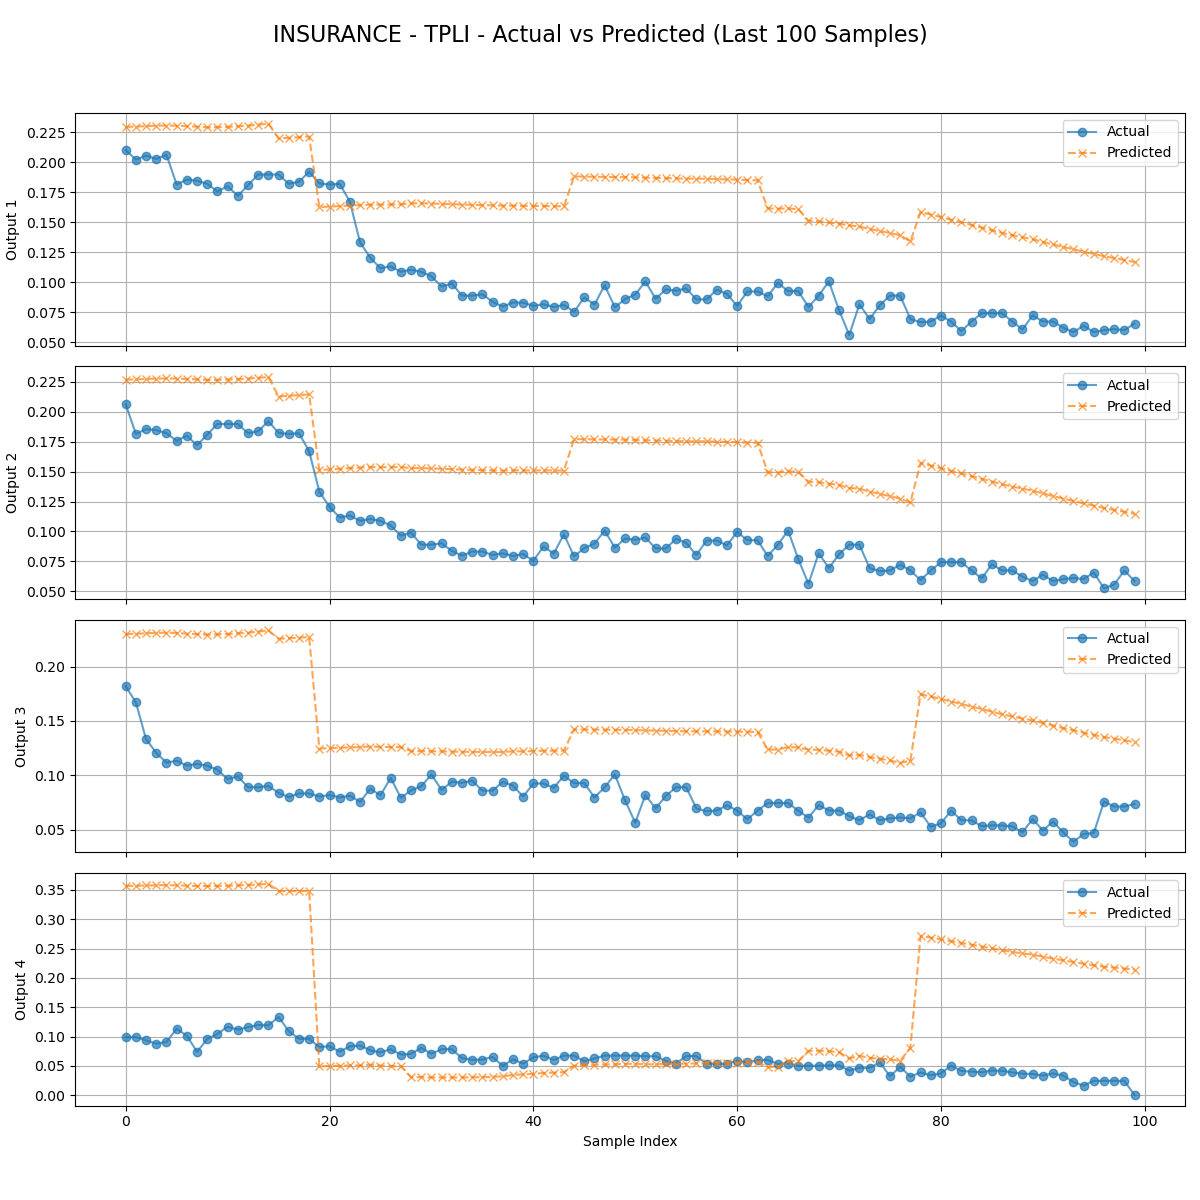 INSURANCE - TPLI - Actual vs Predicted (Last 100 Samples)
Output 1
0.225
0.200
0.175
0.150
0.125
0.100
0.075
0.050
Actual
Predicted
Output 2
0.225
0.200
0.175
0.150
0.125
0.100
0.075
0.050
Actual
Predicted
Output 3
0.20
0.15
0.10
0.05
Actual
Predicted
Output 4
0.35
0.30
0.25
0.20
0.15
0.10
0.05
0.00
Actual
Predicted
0 20 40 60 80 100
Sample Index